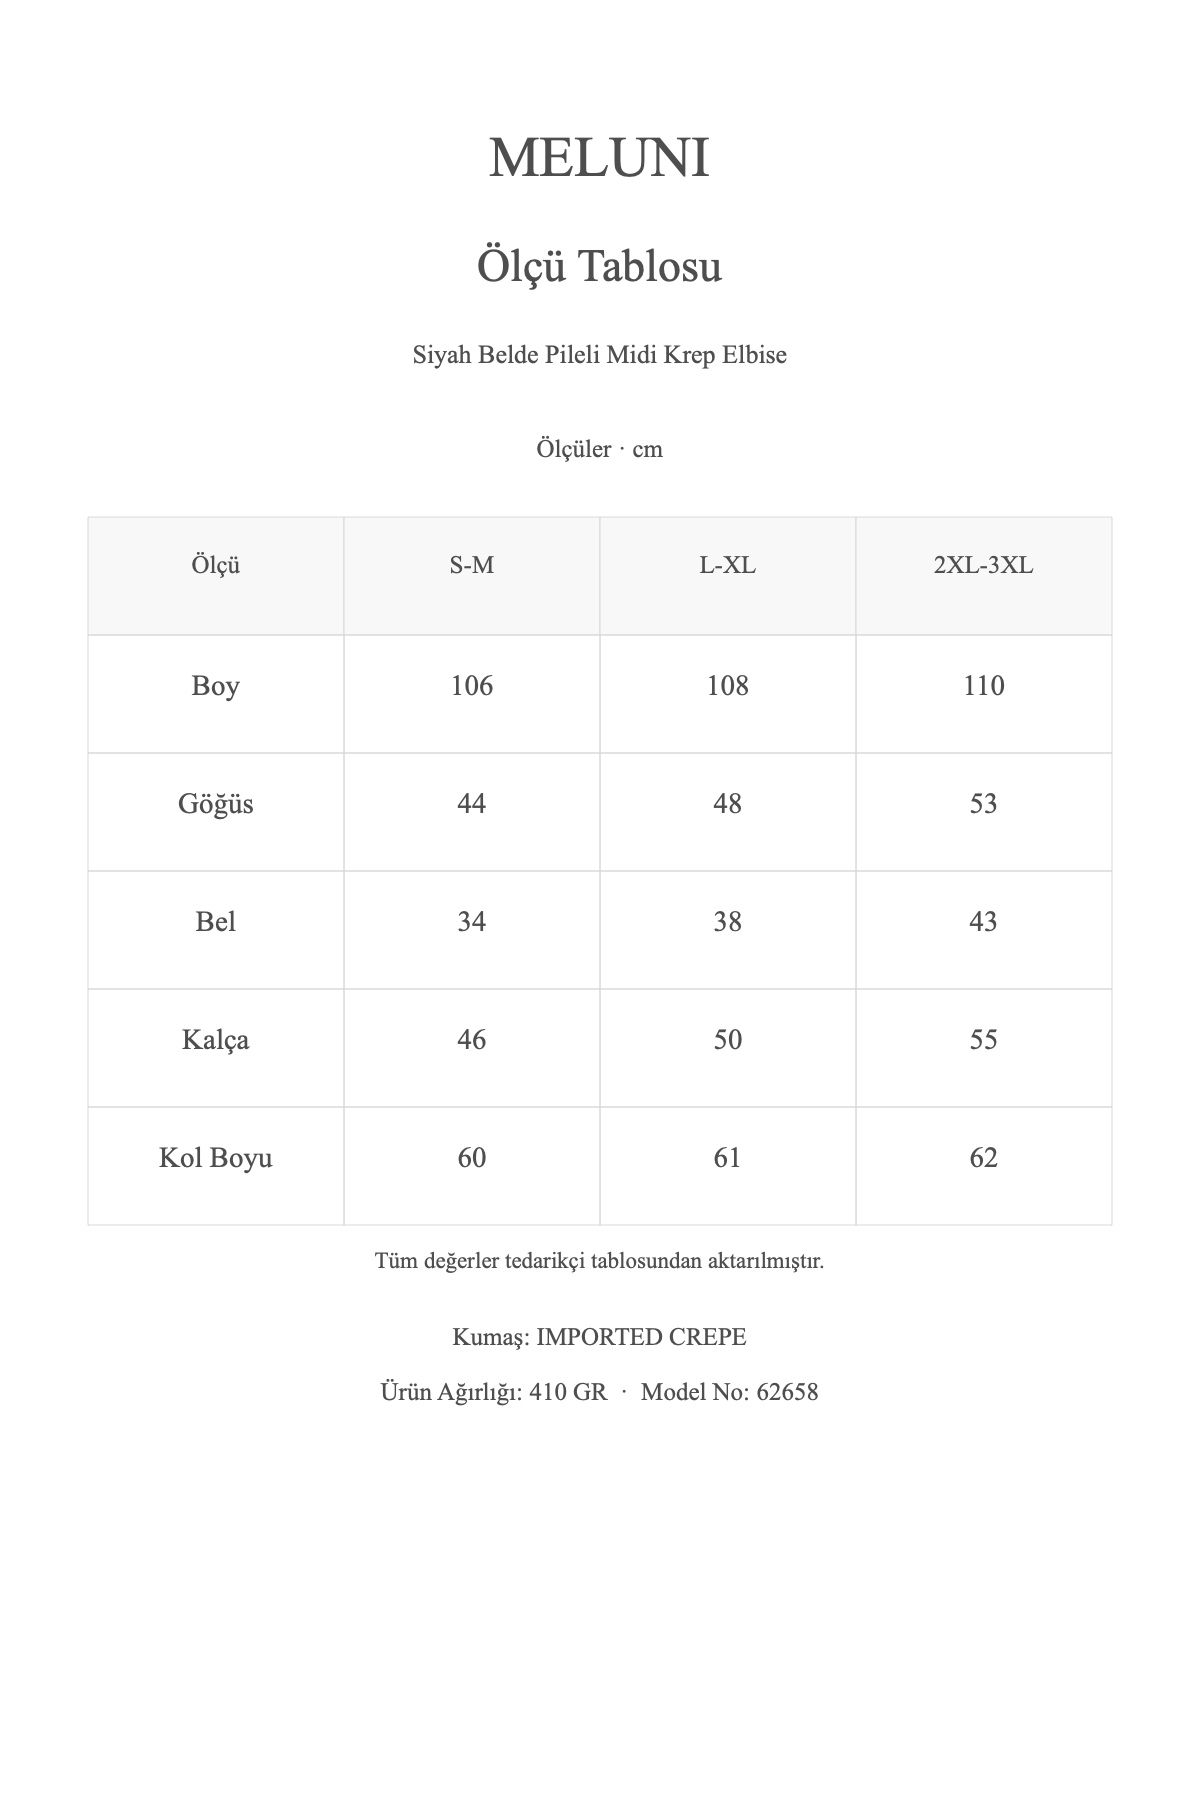 MELUNI
Ölçü Tablosu
Siyah Belde Pileli Midi Krep Elbise
Ölçüler · cm
Ölçü S-M L-XL 2XL-3XL
Boy 106 108 110
Göğüs 44 48 53
Bel 34 38 43
Kalça 46 50 55
Kol Boyu 60 61 62
Tüm değerler tedarikçi tablosundan aktarılmıştır.
Kumaş: IMPORTED CREPE
Ürün Ağırlığı: 410 GR · Model No: 62658